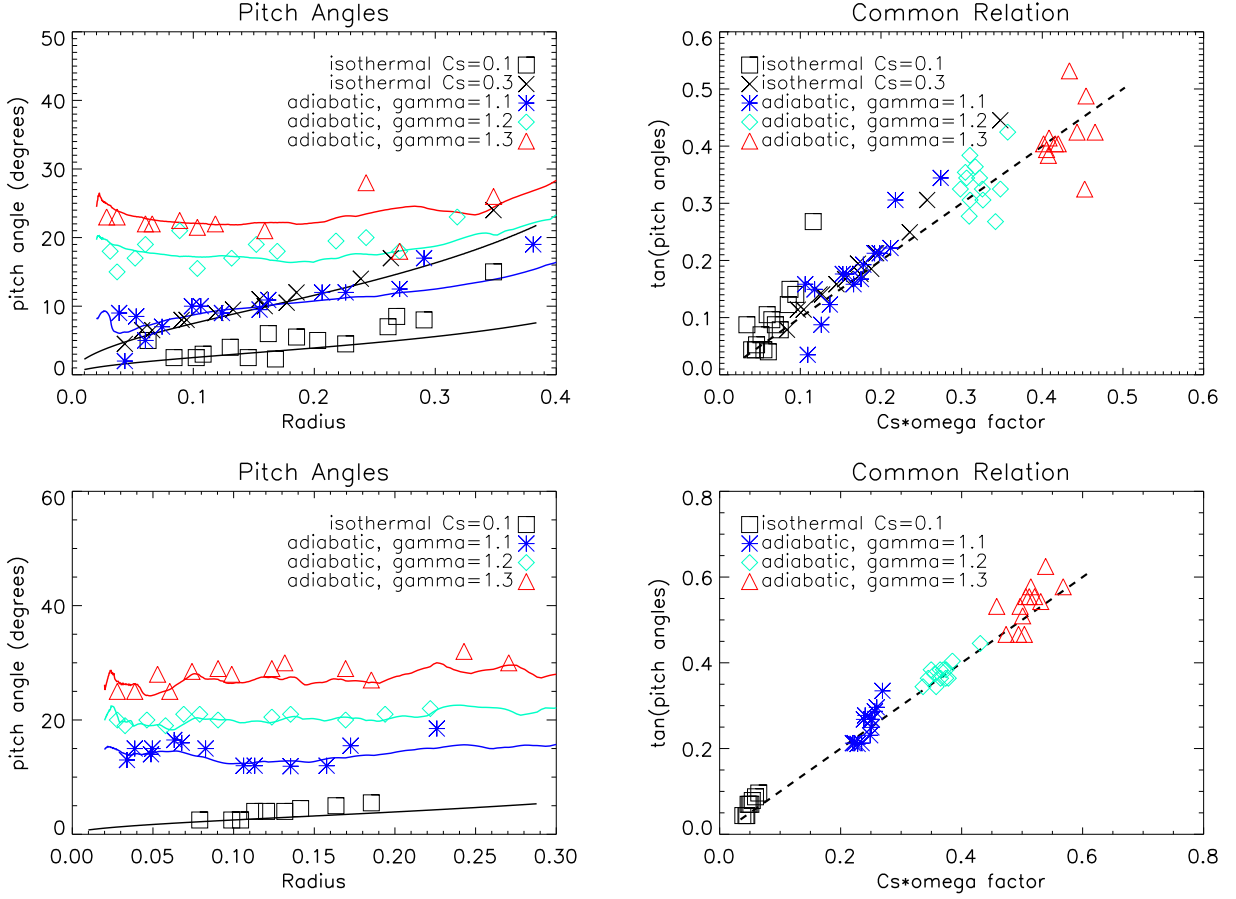 Pitch Angles
50
40
30
20
10
0
pitch angle (degrees)
isothermal Cs=0.1
isothermal Cs=0.3
adiabatic, gamma=1.1
adiabatic, gamma=1.2
adiabatic, gamma=1.3
0.0 0.1 0.2 0.3 0.4
Radius
Common Relation
0.6
0.5
0.4
0.3
0.2
0.1
0.0
tan(pitch angles)
isothermal Cs=0.1
isothermal Cs=0.3
adiabatic, gamma=1.1
adiabatic, gamma=1.2
adiabatic, gamma=1.3
0.0 0.1 0.2 0.3 0.4 0.5 0.6
Cs*omega factor
Pitch Angles
60
40
20
0
pitch angle (degrees)
isothermal Cs=0.1
adiabatic, gamma=1.1
adiabatic, gamma=1.2
adiabatic, gamma=1.3
0.00 0.05 0.10 0.15 0.20 0.25 0.30
Radius
Common Relation
0.8
0.6
0.4
0.2
0.0
tan(pitch angles)
isothermal Cs=0.1
adiabatic, gamma=1.1
adiabatic, gamma=1.2
adiabatic, gamma=1.3
0.0 0.2 0.4 0.6 0.8
Cs*omega factor